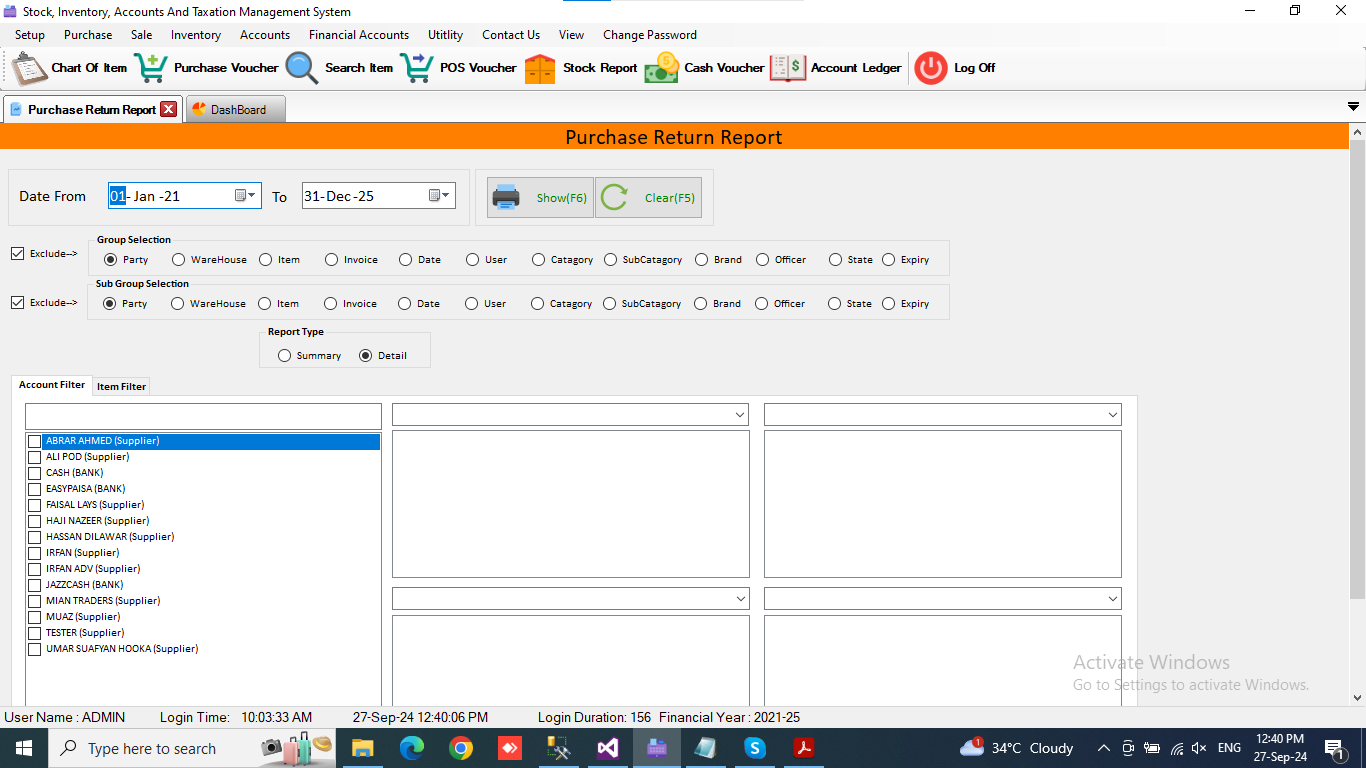 Stock, Inventory, Accounts And Taxation Management System
Setup Purchase Sale Inventory Accounts Financial Accounts Utitlity Contact Us View Change Password
Chart Of Item Purchase Voucher Search Item POS Voucher Stock Report Cash Voucher Account Ledger Log Off
Purchase Return Report DashBoard
Purchase Return Report
Date From 01- Jan -21 To 31- Dec -25 Show(F6) Clear(F5)
Group Selection
Exclude--> Party WareHouse Item Invoice Date User Catagory SubCatagory Brand Officer State Expiry
Sub Group Selection
Exclude--> Party WareHouse Item Invoice Date User Catagory SubCatagory Brand Officer State Expiry
Report Type
Summary Detail
Account Filter Item Filter
ABRAR AHMED (Supplier)
ALI POD (Supplier)
CASH (BANK)
EASYPAISA (BANK)
FAISAL LAYS (Supplier)
HAJI NAZEER (Supplier)
HASSAN DILAWAR (Supplier)
IRFAN (Supplier)
IRFAN ADV (Supplier)
JAZZCASH (BANK)
MIAN TRADERS (Supplier)
MUAZ (Supplier)
TESTER (Supplier)
UMAR SUAFYAN HOOKA (Supplier)
Activate Windows
Go to Settings to activate Windows.
User Name : ADMIN Login Time: 10:03:33 AM 27-Sep-24 12:40:06 PM Login Duration: 156 Financial Year : 2021-25
Type here to search 1 34°C Cloudy ENG 12:40 PM
27-Sep-24 1